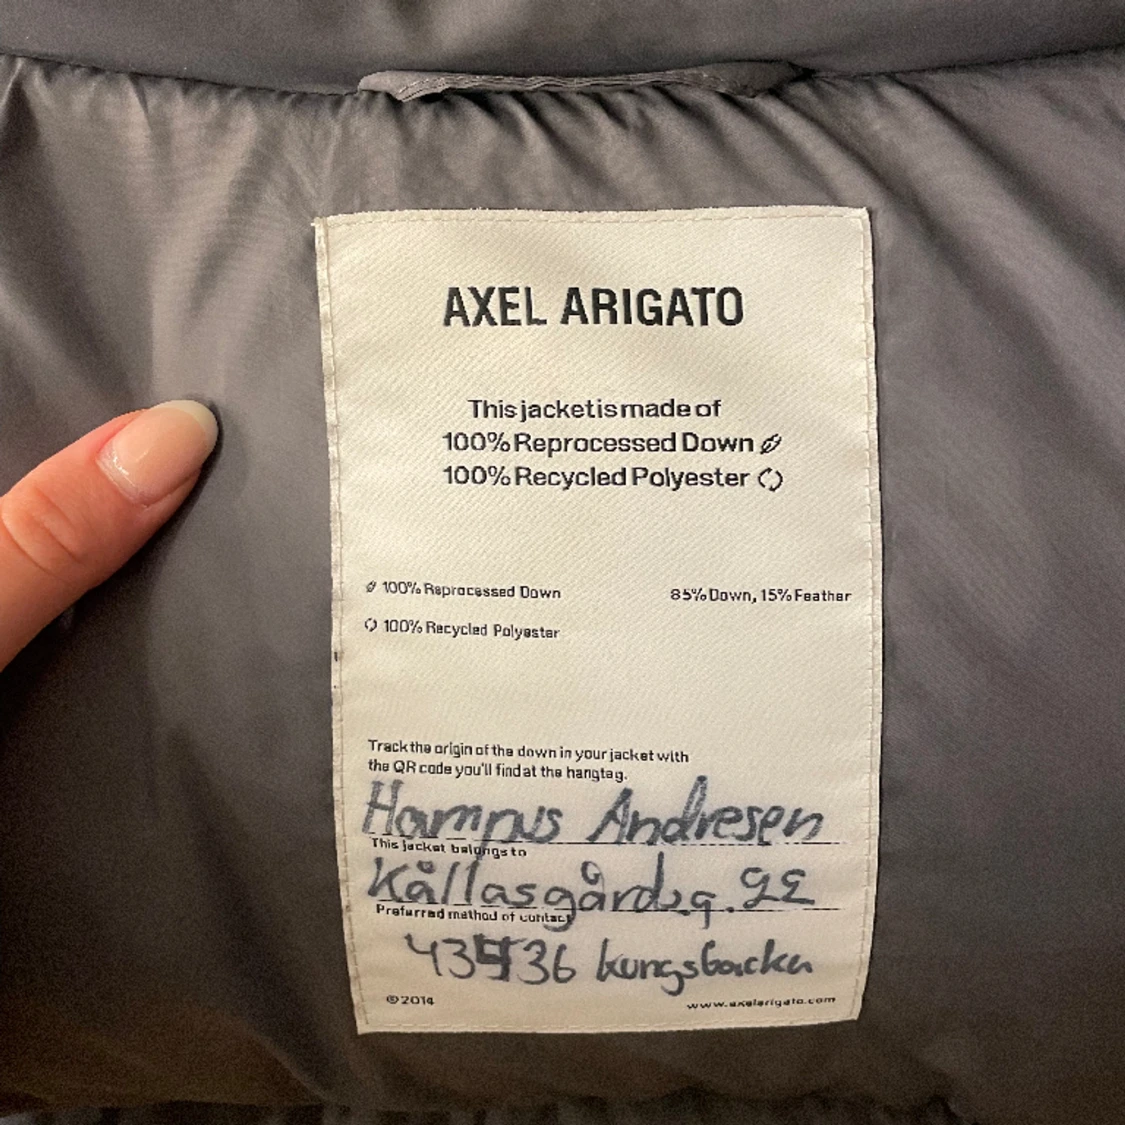 AXEL ARIGATO
This jacket is made of
100% Reprocessed Down
100% Recycled Polyester
100% Reprocessed Down 85% Down, 15% Feather
100% Recycled Polyester
Track the origin of the down in your jacket with
the QR code you'll find at the hangtag.
Hampus Andresen
This jacket belongs to
Preferred method of contact
kungsbacka
©2014 www.axelarigato.com